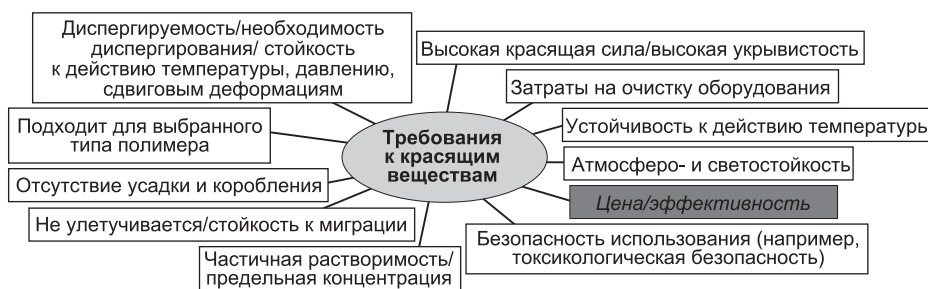 Диспергируемость/необходимость
диспергирования/ стойкость
к действию температуры, давлению,
сдвиговым деформациям
Высокая красящая сила/высокая укрывистость
Затраты на очистку оборудования
Подходит для выбранного
типа полимера
Требования
к красящим
веществам
Устойчивость к действию температуры
Атмосферо- и светостойкость
Отсутствие усадки и коробления
Цена/эффективность
Не улетучивается/стойкость к миграции
Безопасность использования (например,
токсикологическая безопасность)
Частичная растворимость/
предельная концентрация